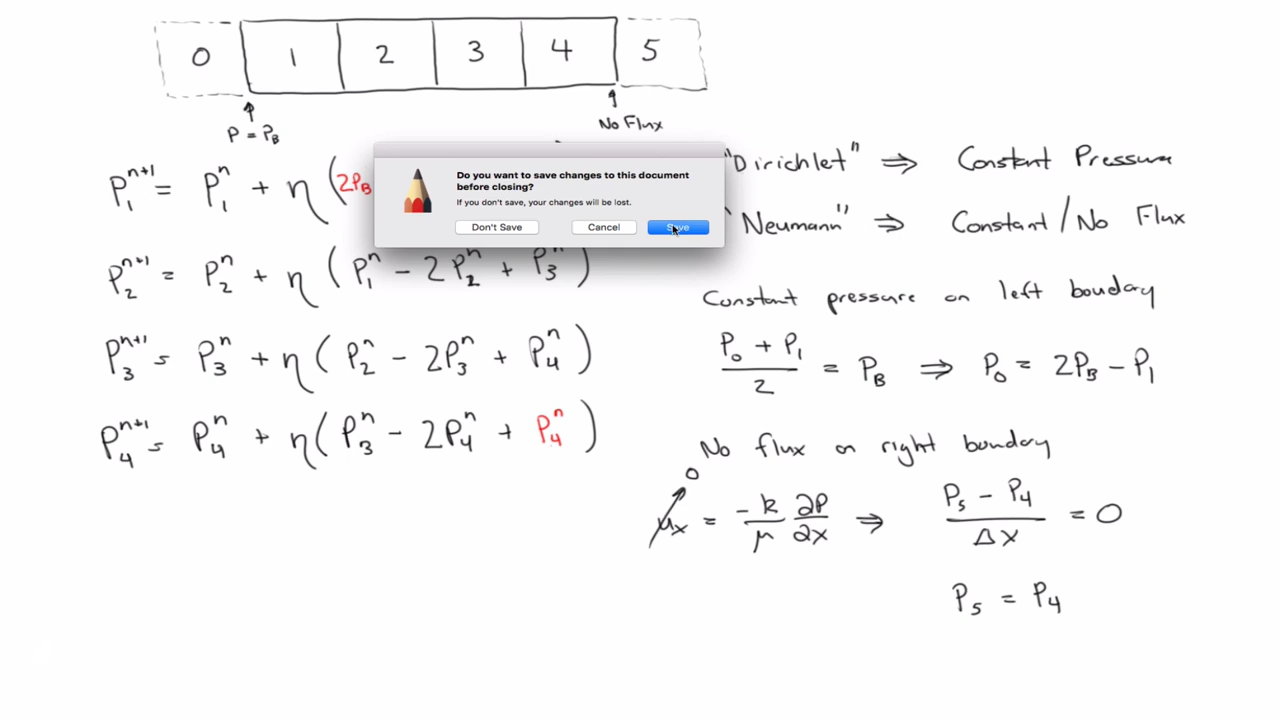 0 1 2 3 4 5
P = P_B
No Flux
P_1^{n+1} = P_1^n + η(2P_B
P_2^{n+1} = P_2^n + η(P_1^n - 2P_2^n + P_3^n)
P_3^{n+1} = P_3^n + η(P_2^n - 2P_3^n + P_4^n)
P_4^{n+1} = P_4^n + η(P_3^n - 2P_4^n + P_4^n)
Do you want to save changes to this document
before closing?
If you don't save, your changes will be lost.
Don't Save Cancel Save
"Dirichlet" ⇒ Constant Pressure
"Neumann" ⇒ Constant/No Flux
Constant pressure on left boudary
(P_0 + P_1)/2 = P_B ⇒ P_0 = 2P_B - P_1
No flux on right boundary
0
μ_x = -k/μ ∂P/∂x ⇒ (P_5 - P_4)/Δx = 0
P_5 = P_4